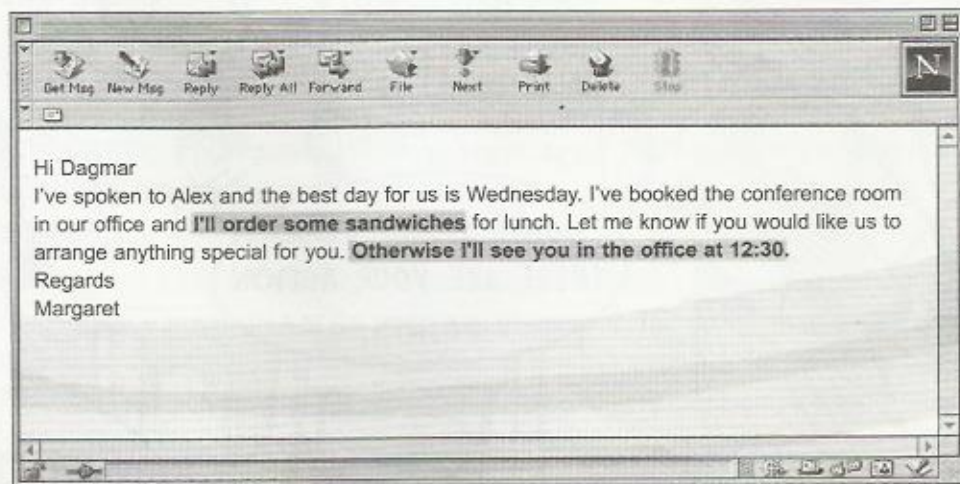 Get Msg New Msg Reply Reply All Forward File Next Print Delete Stop
N
Hi Dagmar
I've spoken to Alex and the best day for us is Wednesday. I've booked the conference room
in our office and I'll order some sandwiches for lunch. Let me know if you would like us to
arrange anything special for you. Otherwise I'll see you in the office at 12:30.
Regards
Margaret